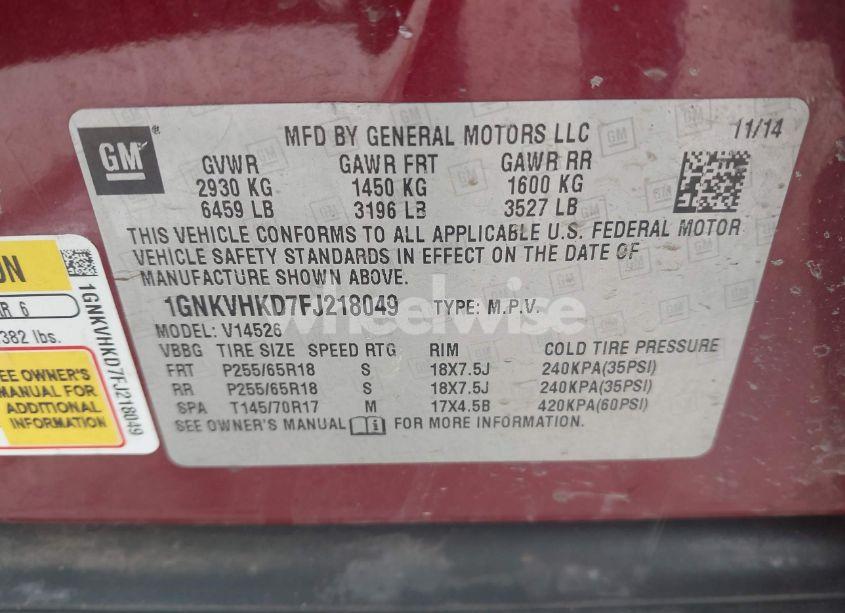 GM
MFD BY GENERAL MOTORS LLC
11/14
GVWR GAWR FRT GAWR RR
2930 KG 1450 KG 1600 KG
6459 LB 3196 LB 3527 LB
THIS VEHICLE CONFORMS TO ALL APPLICABLE U.S. FEDERAL MOTOR
VEHICLE SAFETY STANDARDS IN EFFECT ON THE DATE OF
MANUFACTURE SHOWN ABOVE.
1GNKVHKD7FJ218049 TYPE: M.P.V.
MODEL: V14526
VBBG TIRE SIZE SPEED RTG RIM COLD TIRE PRESSURE
FRT P255/65R18 S 18X7.5J 240KPA(35PSI)
RR P255/65R18 S 18X7.5J 240KPA(35PSI)
SPA T145/70R17 M 17X4.5B 420KPA(60PSI)
SEE OWNER'S MANUAL FOR MORE INFORMATION.
ON
R 6
382 lbs.
EE OWNER'S
MANUAL FOR
ADDITIONAL
INFORMATION
1GNKVHKD7FJ218049
wheelwise